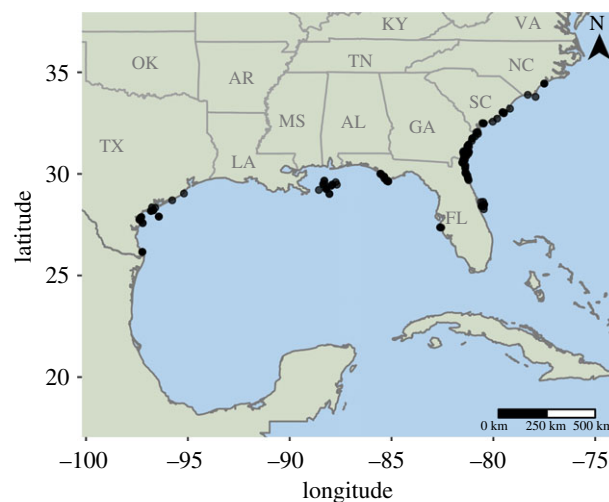 KY
VA
N
35
OK
TN
NC
AR
SC
MS
AL
GA
TX
LA
30
latitude
FL
25
20
0 km
250 km
500 km
−100
−95
−90
−85
−80
−75
longitude